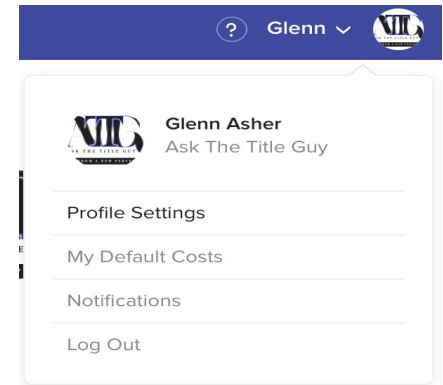 ? Glenn
Glenn Asher
Ask The Title Guy
Profile Settings
My Default Costs
Notifications
Log Out